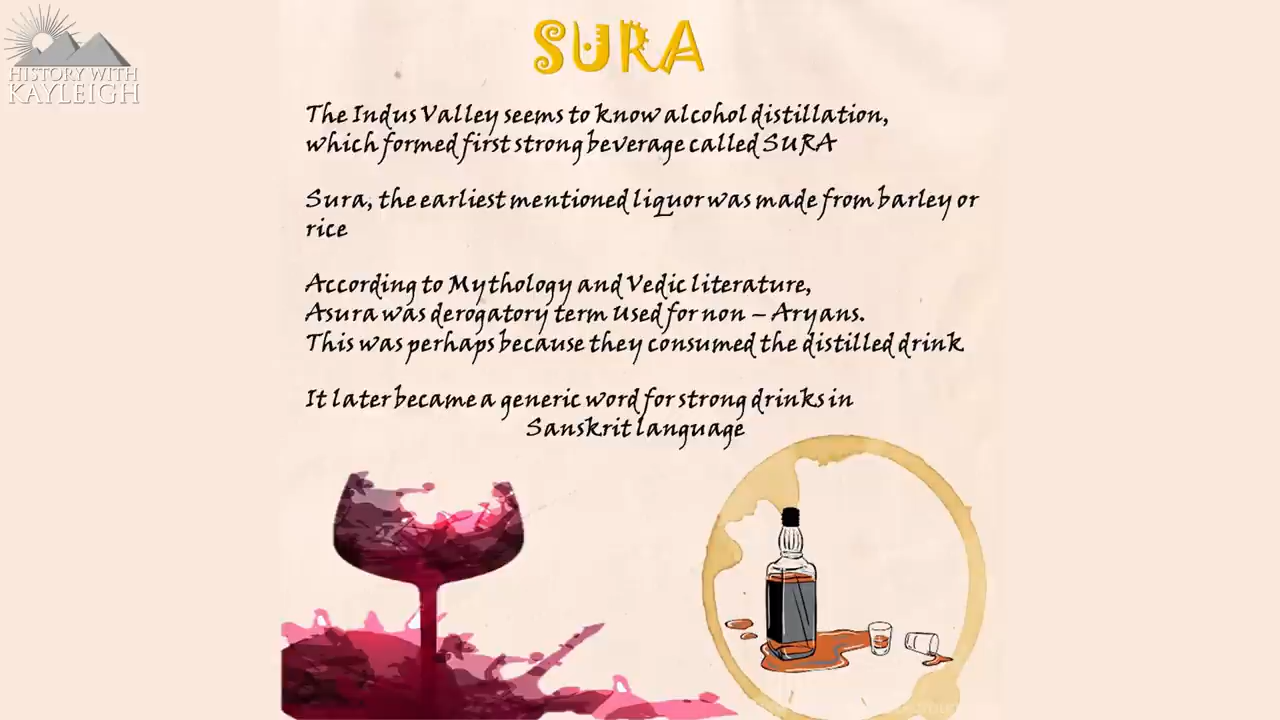 HISTORY WITH
KAYLEIGH
SURA
The Indus Valley seems to know alcohol distillation,
which formed first strong beverage called SURA
Sura, the earliest mentioned liquor was made from barley or
rice
According to Mythology and Vedic literature,
Asura was derogatory term Used for non – Aryans.
This was perhaps because they consumed the distilled drink
It later became a generic word for strong drinks in
Sanskrit language